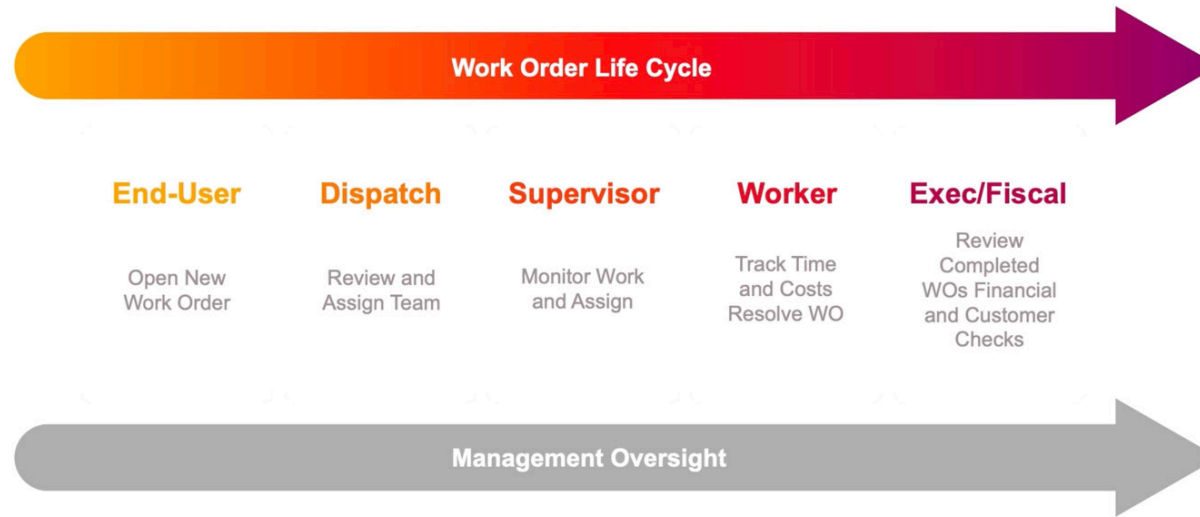 Work Order Life Cycle
End-User
Open New
Work Order
Dispatch
Review and
Assign Team
Supervisor
Monitor Work
and Assign
Worker
Track Time
and Costs
Resolve WO
Exec/Fiscal
Review
Completed
WOs Financial
and Customer
Checks
Management Oversight